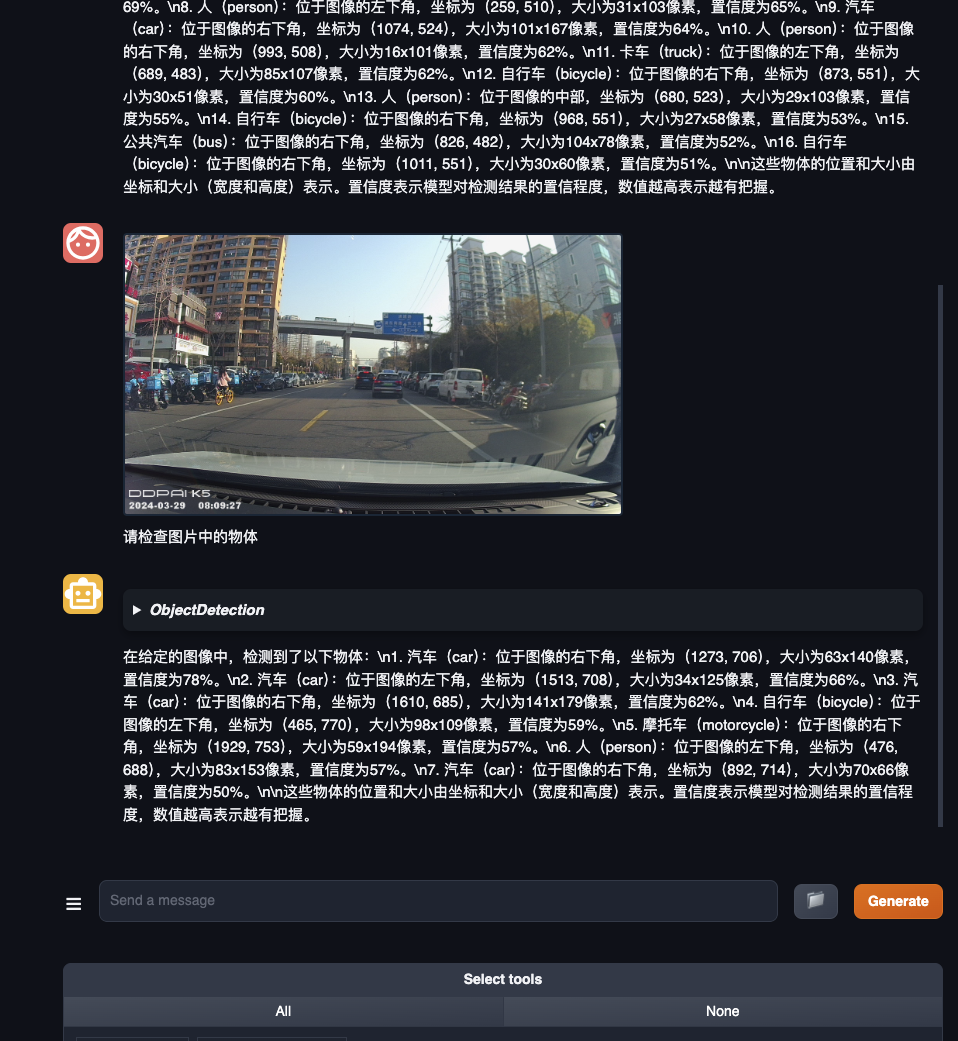 69%。\n8. 人（person）：位于图像的左下角，坐标为（259, 510），大小为31x103像素，置信度为65%。\n9. 汽车
（car）：位于图像的右下角，坐标为（1074, 524），大小为101x167像素，置信度为64%。\n10. 人（person）：位于图像
的右下角，坐标为（993, 508），大小为16x101像素，置信度为62%。\n11. 卡车（truck）：位于图像的左下角，坐标为
（689, 483），大小为85x107像素，置信度为62%。\n12. 自行车（bicycle）：位于图像的右下角，坐标为（873, 551），大
小为30x51像素，置信度为60%。\n13. 人（person）：位于图像的中部，坐标为（680, 523），大小为29x103像素，置信
度为55%。\n14. 自行车（bicycle）：位于图像的右下角，坐标为（968, 551），大小为27x58像素，置信度为53%。\n15.
公共汽车（bus）：位于图像的右下角，坐标为（826, 482），大小为104x78像素，置信度为52%。\n16. 自行车
（bicycle）：位于图像的右下角，坐标为（1011, 551），大小为30x60像素，置信度为51%。\n\n这些物体的位置和大小由
坐标和大小（宽度和高度）表示。置信度表示模型对检测结果的置信程度，数值越高表示越有把握。
DDPAI K5
2024-03-29 08:09:27
请检查图片中的物体
ObjectDetection
在给定的图像中，检测到了以下物体：\n1. 汽车（car）：位于图像的右下角，坐标为（1273, 706），大小为63x140像素，
置信度为78%。\n2. 汽车（car）：位于图像的左下角，坐标为（1513, 708），大小为34x125像素，置信度为66%。\n3. 汽
车（car）：位于图像的右下角，坐标为（1610, 685），大小为141x179像素，置信度为62%。\n4. 自行车（bicycle）：位于
图像的左下角，坐标为（465, 770），大小为98x109像素，置信度为59%。\n5. 摩托车（motorcycle）：位于图像的右下
角，坐标为（1929, 753），大小为59x194像素，置信度为57%。\n6. 人（person）：位于图像的左下角，坐标为（476,
688），大小为83x153像素，置信度为57%。\n7. 汽车（car）：位于图像的右下角，坐标为（892, 714），大小为70x66像
素，置信度为50%。\n\n这些物体的位置和大小由坐标和大小（宽度和高度）表示。置信度表示模型对检测结果的置信程
度，数值越高表示越有把握。
Send a message
Generate
Select tools
All
None